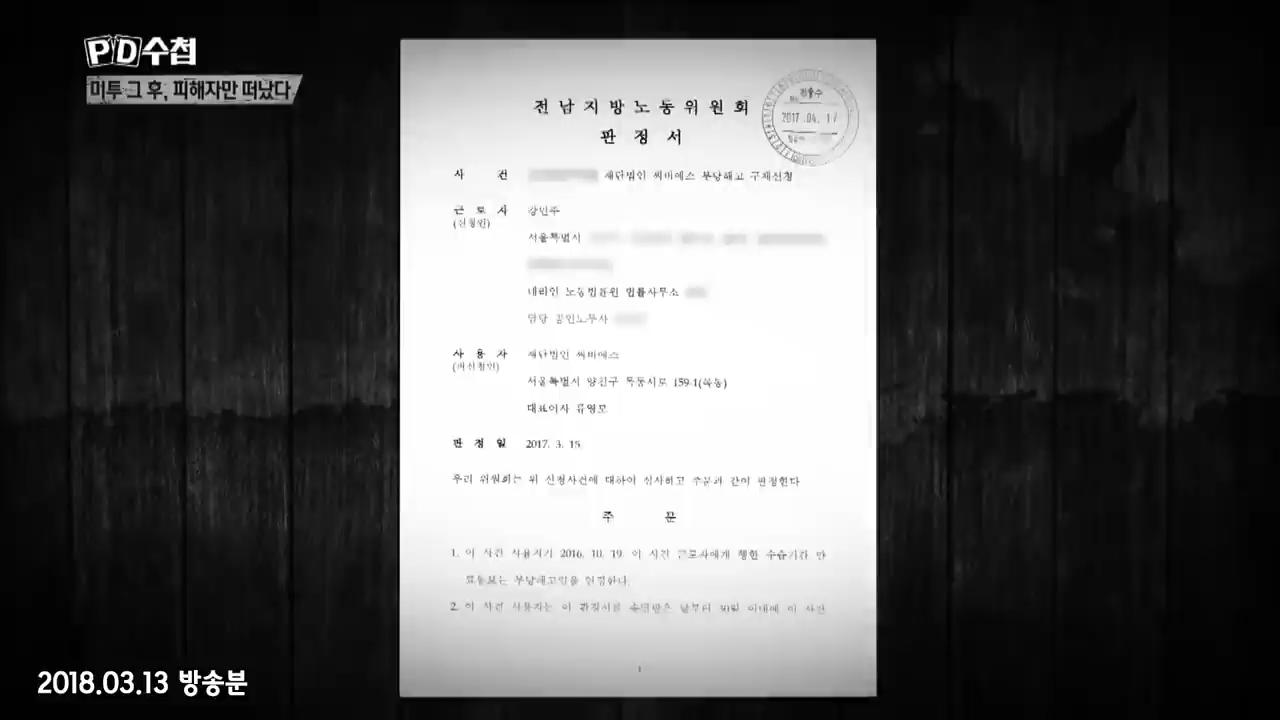 PD수첩
머투 그 후, 피해자만 떠났다
전남지방노동위원회
판 정 서
접수
2017. 04. 17
사 건 재단법인 씨비에스 부당해고 구제신청
근 로 자 강민주
(신청인)
서울특별시
대리인 노동법률원 법률사무소
담당 공인노무사
사 용 자 재단법인 씨비에스
(피신청인)
서울특별시 양천구 목동서로 159-1(목동)
대표이사
판 정 일 2017. 3. 15
우리 위원회는 위 신청사건에 대하여 심사하고 주문과 같이 판정한다
주 문
1. 이 사건 사용자가 2016. 10. 19. 이 사건 근로자에게 행한 수습기간 만
료통보는 부당해고임을 인정한다.
2. 이 사건 사용자는 이 판정서를 송달받은 날부터 30일 이내에 이 사건
1
2018.03.13 방송분